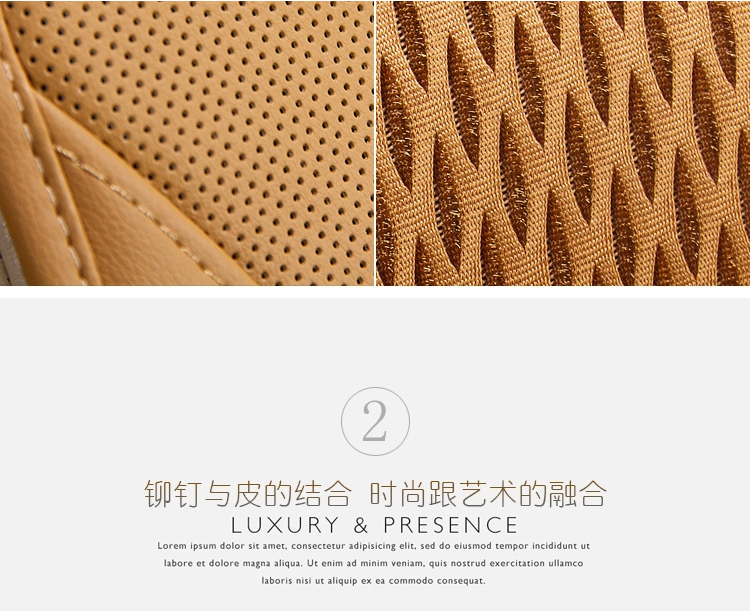 2
铆钉与皮的结合 时尚跟艺术的融合
LUXURY & PRESENCE
Lorem ipsum dolor sit amet, consectetur adipisicing elit, sed do eiusmod tempor incididunt ut
labore et dolore magna aliqua. Ut enim ad minim veniam, quis nostrud exercitation ullamco
laboris nisi ut aliquip ex ea commodo consequat.